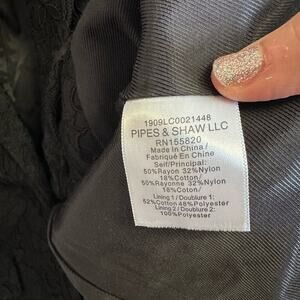 1909LC0021448
PIPES & SHAW LLC
RN155820
Made In China /
Fabriqué En Chine
Self/Principal:
50%Rayon 32%Nylon
18%Cotton/
50%Rayonne 32%Nylon
18%Coton/
Lining 1 / Doublure 1:
52%Cotton 48%Polyester
Lining 2 / Doublure 2:
100%Polyester